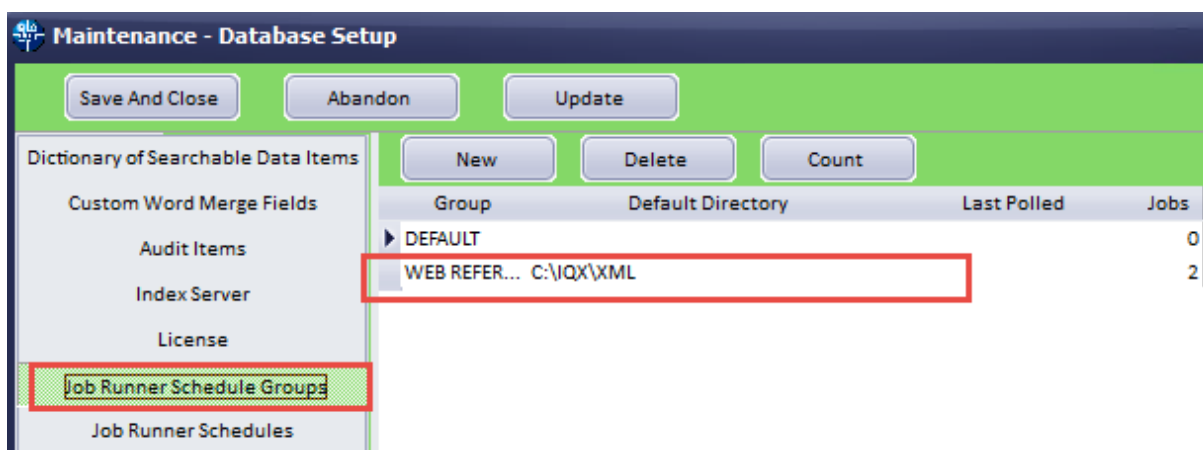 Maintenance - Database Setup
Save And Close Abandon Update
Dictionary of Searchable Data Items
Custom Word Merge Fields
Audit Items
Index Server
License
Job Runner Schedule Groups
Job Runner Schedules
New Delete Count
Group Default Directory Last Polled Jobs
DEFAULT 0
WEB REFER... C:\IQX\XML 2